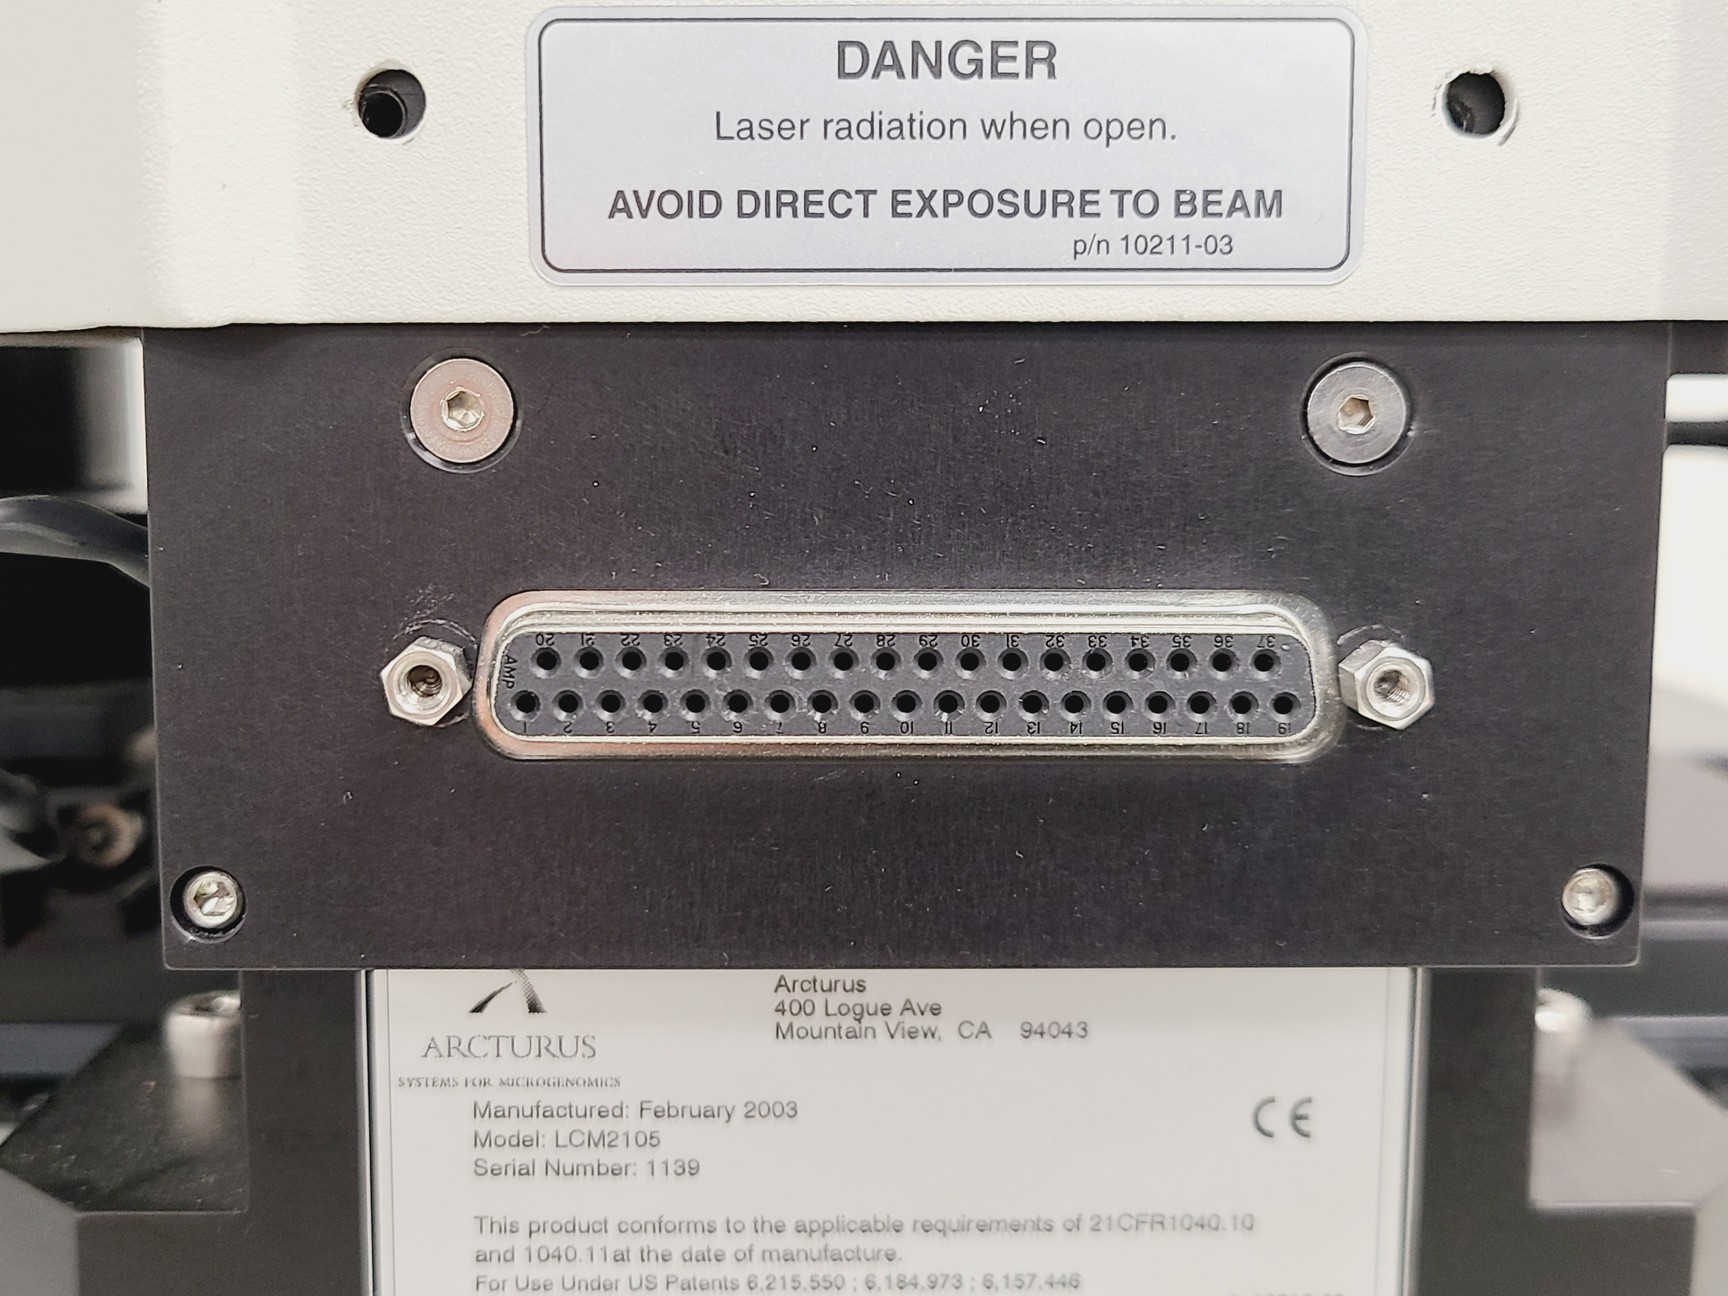 DANGER
Laser radiation when open.
AVOID DIRECT EXPOSURE TO BEAM
p/n 10211-03
20 21 22 23 24 25 26 27 28 29 30 31 32 33 34 35 36 37
AMP
1 2 3 4 5 6 7 8 9 10 11 12 13 14 15 16 17 18 19
Arcturus
400 Logue Ave
Mountain View, CA 94043
ARCTURUS
SYSTEMS FOR MICROGENOMICS
Manufactured: February 2003
CE
Model: LCM2105
Serial Number: 1139
This product conforms to the applicable requirements of 21CFR1040.10
and 1040.11at the date of manufacture.
For Use Under US Patents 6,215,550 ; 6,184,973 ; 6,157,446